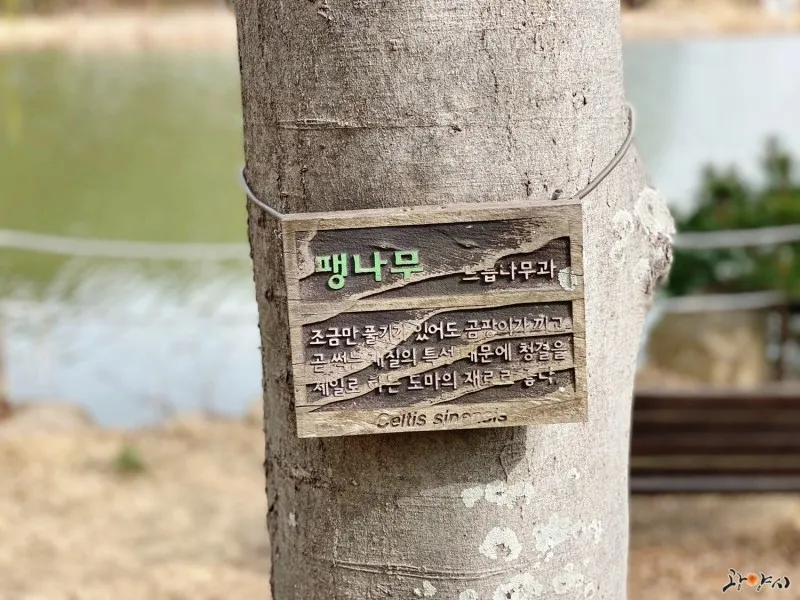 팽나무 느릅나무과
조금만 물기가 있어도 곰팡이가 끼고
곧 썩는 재질의 특성 때문에 청결을
제일로 하는 도마의 재료로 좋다.
Celtis sinensis
광양시